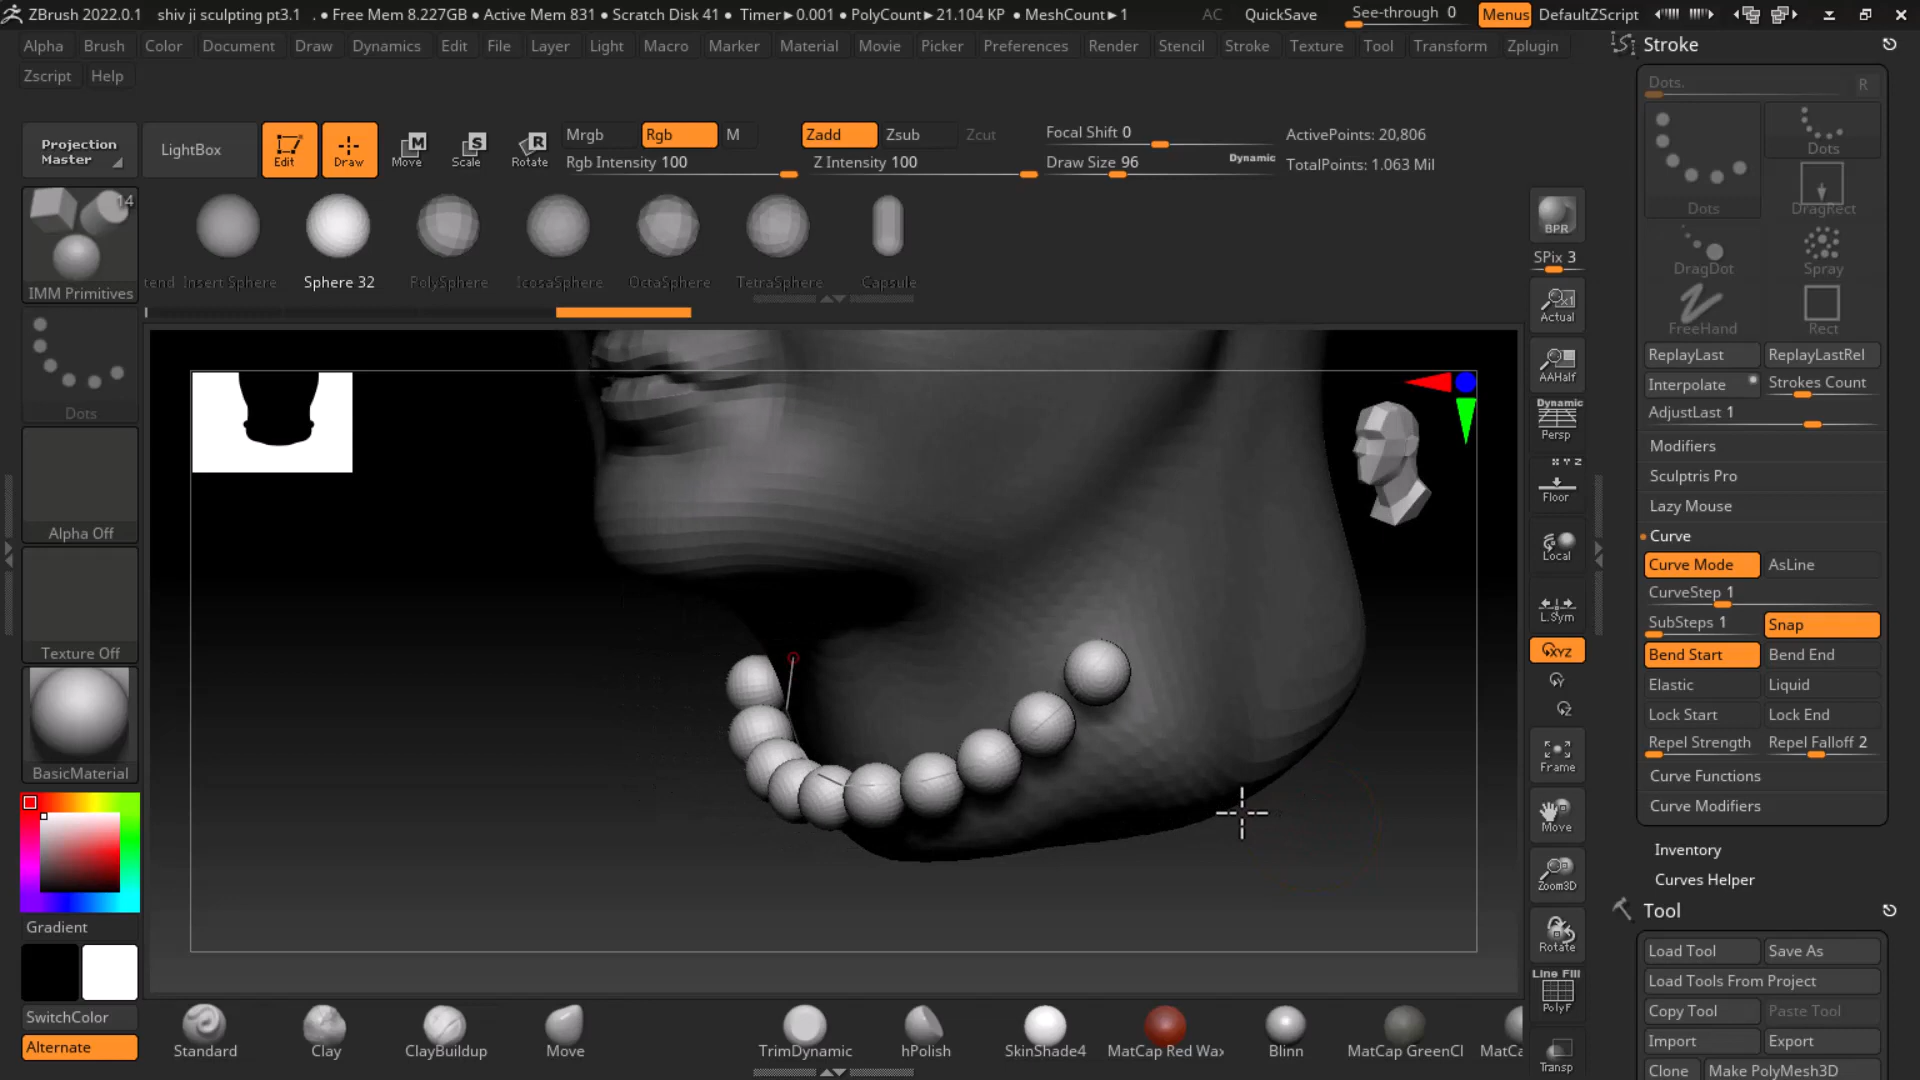 ZBrush 2022.0.1 shiv ji sculpting pt3.1 . ● Free Mem 8.227GB ● Active Mem 831 ● Scratch Disk 41 ● Timer▶0.001 ● PolyCount▶21.104 KP ● MeshCount▶1 AC QuickSave See-through 0 Menus DefaultZScript
Alpha Brush Color Document Draw Dynamics Edit File Layer Light Macro Marker Material Movie Picker Preferences Render Stencil Stroke Texture Tool Transform Zplugin
Zscript Help
Projection Master
LightBox
Edit
Draw
Move
Scale
Rotate
Mrgb Rgb M
Rgb Intensity 100
Zadd Zsub Zcut
Z Intensity 100
Focal Shift 0
Draw Size 96 Dynamic
ActivePoints: 20,806
TotalPoints: 1.063 Mil
14
IMM Primitives
tend Insert Sphere Sphere 32 PolySphere IcosaSphere OctaSphere TetraSphere Capsule
Dots
Alpha Off
Texture Off
BasicMaterial
Gradient
SwitchColor
Alternate
BPR
SPix 3
Actual
AAHalf
Dynamic
Persp
X Y Z
Floor
Local
L.Sym
XYZ
Y
Z
Frame
Move
Zoom3D
Rotate
Line Fill
PolyF
Transp
Stroke
Dots. R
Dots Dots
DragRect
DragDot Spray
FreeHand Rect
ReplayLast ReplayLastRel
Interpolate Strokes Count
AdjustLast 1
Modifiers
Sculptris Pro
Lazy Mouse
Curve
Curve Mode AsLine
CurveStep 1
SubSteps 1 Snap
Bend Start Bend End
Elastic Liquid
Lock Start Lock End
Repel Strength Repel Falloff 2
Curve Functions
Curve Modifiers
Inventory
Curves Helper
Tool
Load Tool Save As
Load Tools From Project
Copy Tool Paste Tool
Import Export
Clone Make PolyMesh3D
Standard Clay ClayBuildup Move TrimDynamic hPolish SkinShade4 MatCap Red Wax Blinn MatCap GreenCl MatCa